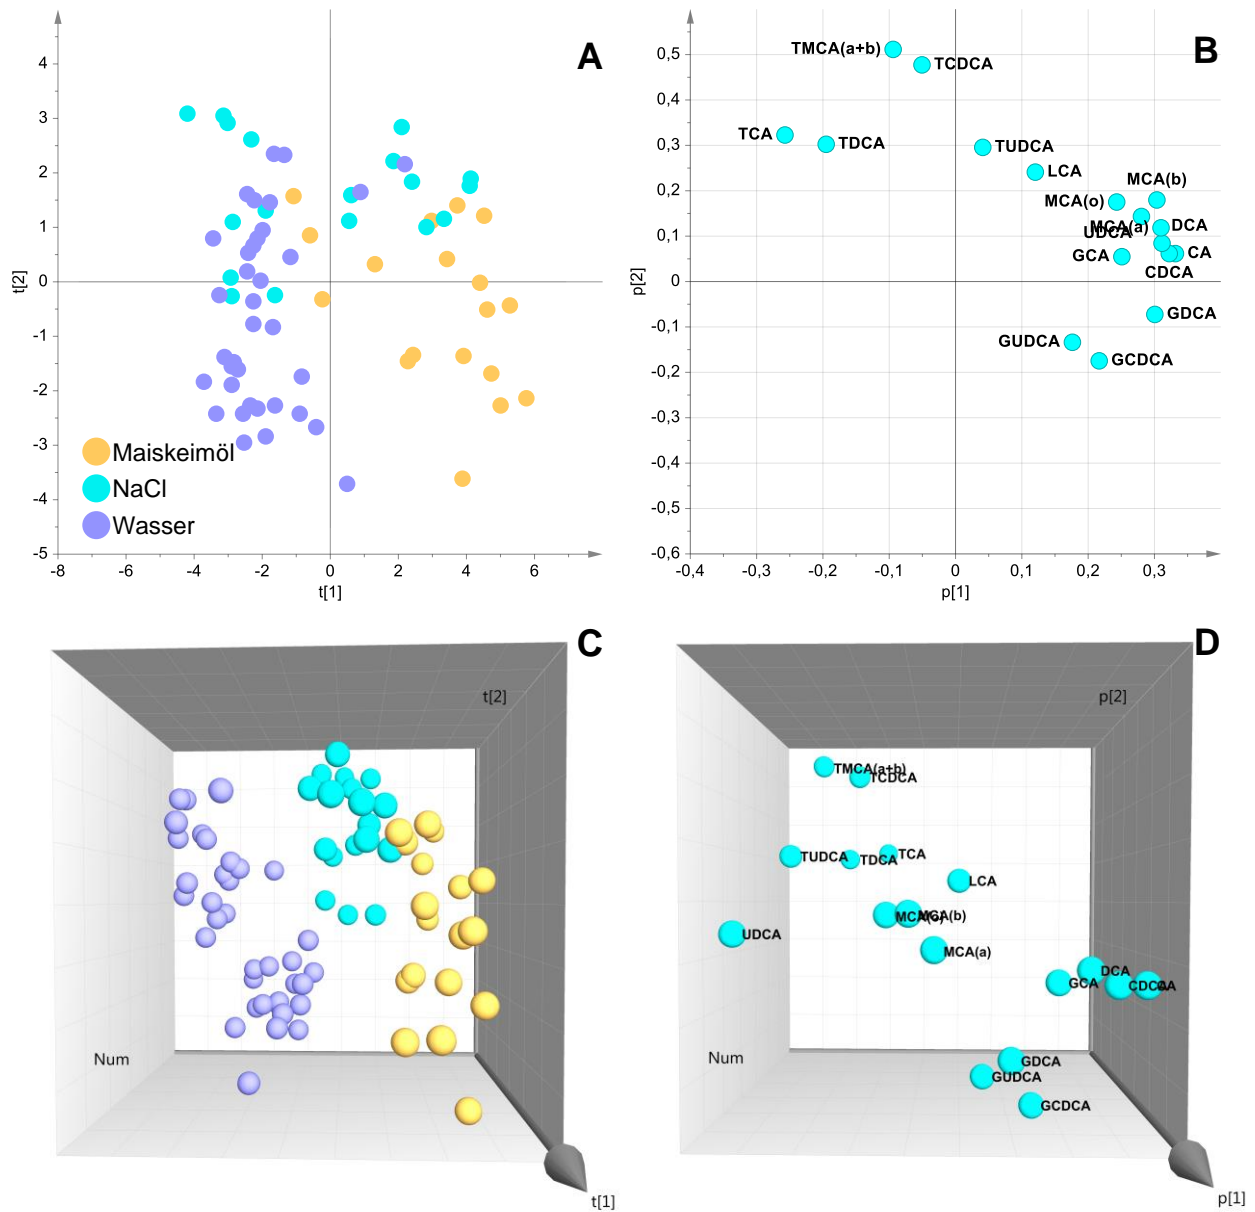 A
4
3
2
1
0
-1
-2
-3
-4
-5
t[2]
Maiskeimöl
NaCl
Wasser
-8
-6
-4
-2
0
2
4
6
t[1]
B
0,5
0,4
0,3
0,2
0,1
0
-0,1
-0,2
-0,3
-0,4
-0,5
-0,6
p[2]
TMCA(a+b)
TCDCA
TCA
TDCA
TUDCA
LCA
MCA(b)
MCA(o)
MCA(a)
DCA
UDCA
GCA
CA
CDCA
GDCA
GUDCA
GCDCA
-0,4
-0,3
-0,2
-0,1
0
0,1
0,2
0,3
p[1]
C
t[2]
Num
t[1]
D
p[2]
TMCA(a+b)
TCDCA
TUDCA
TDCA
TCA
LCA
MCA(b)
UDCA
MCA(a)
DCA
GCA
CDCA
GDCA
GUDCA
GCDCA
Num
p[1]